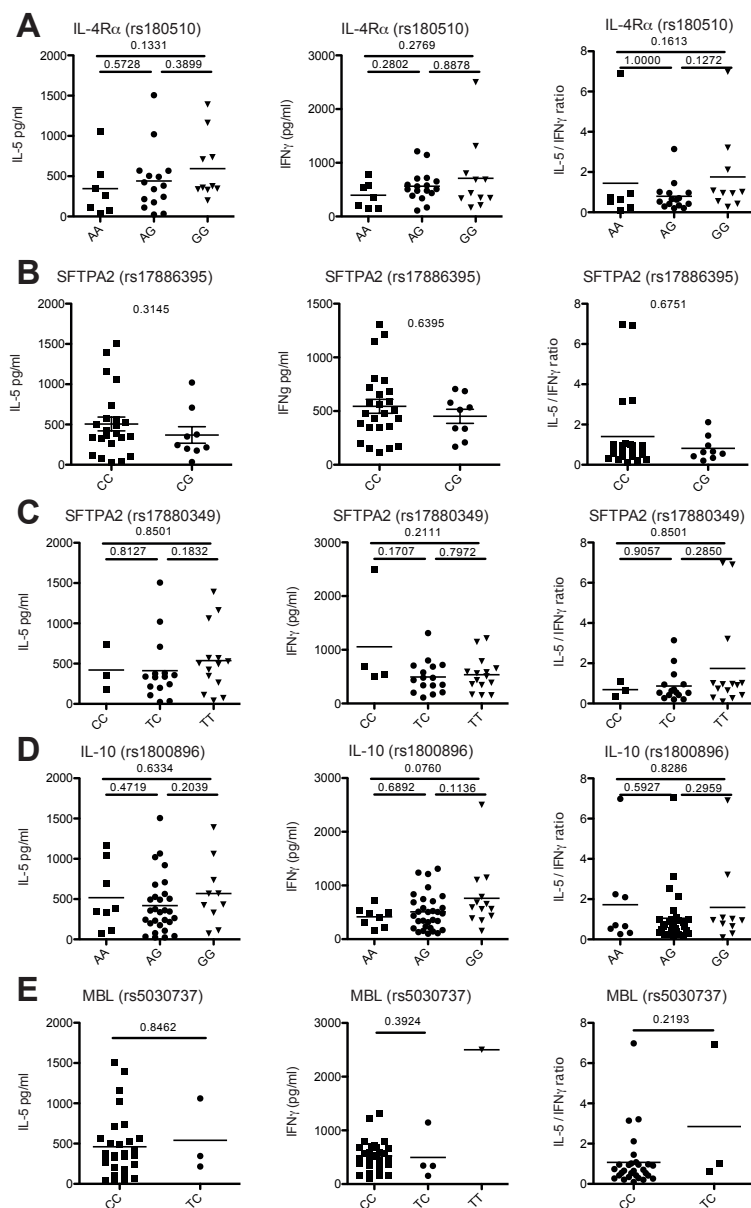 A
IL-4Rα (rs180510)
0.1331
0.5728 0.3899
IL-5 pg/ml
2000
1500
1000
500
0
AA AG GG
IL-4Rα (rs180510)
0.2769
0.2802 0.8878
IFNγ (pg/ml)
3000
2000
1000
0
AA AG GG
IL-4Rα (rs180510)
0.1613
1.0000 0.1272
IL-5 / IFNγ ratio
8
6
4
2
0
AA AG GG
B
SFTPA2 (rs17886395)
0.3145
IL-5 pg/ml
2000
1500
1000
500
0
CC CG
SFTPA2 (rs17886395)
0.6395
IFNg pg/ml
1500
1000
500
0
CC CG
SFTPA2 (rs17886395)
0.6751
IL-5 / IFNγ ratio
8
6
4
2
0
CC CG
C
SFTPA2 (rs17880349)
0.8501
0.8127 0.1832
IL-5 pg/ml
2000
1500
1000
500
0
CC TC TT
SFTPA2 (rs17880349)
0.2111
0.1707 0.7972
IFNγ (pg/ml)
3000
2000
1000
0
CC TC TT
SFTPA2 (rs17880349)
0.8501
0.9057 0.2850
IL-5 / IFNγ ratio
8
6
4
2
0
CC TC TT
D
IL-10 (rs1800896)
0.6334
0.4719 0.2039
IL-5 pg/ml
2000
1500
1000
500
0
AA AG GG
IL-10 (rs1800896)
0.0760
0.6892 0.1136
IFNγ (pg/ml)
3000
2000
1000
0
AA AG GG
IL-10 (rs1800896)
0.8286
0.5927 0.2959
IL-5 / IFNγ ratio
8
6
4
2
0
AA AG GG
E
MBL (rs5030737)
0.8462
IL-5 pg/ml
2000
1500
1000
500
0
CC TC
MBL (rs5030737)
0.3924
IFNγ (pg/ml)
3000
2000
1000
0
CC TC TT
MBL (rs5030737)
0.2193
IL-5 / IFNγ ratio
8
6
4
2
0
CC TC